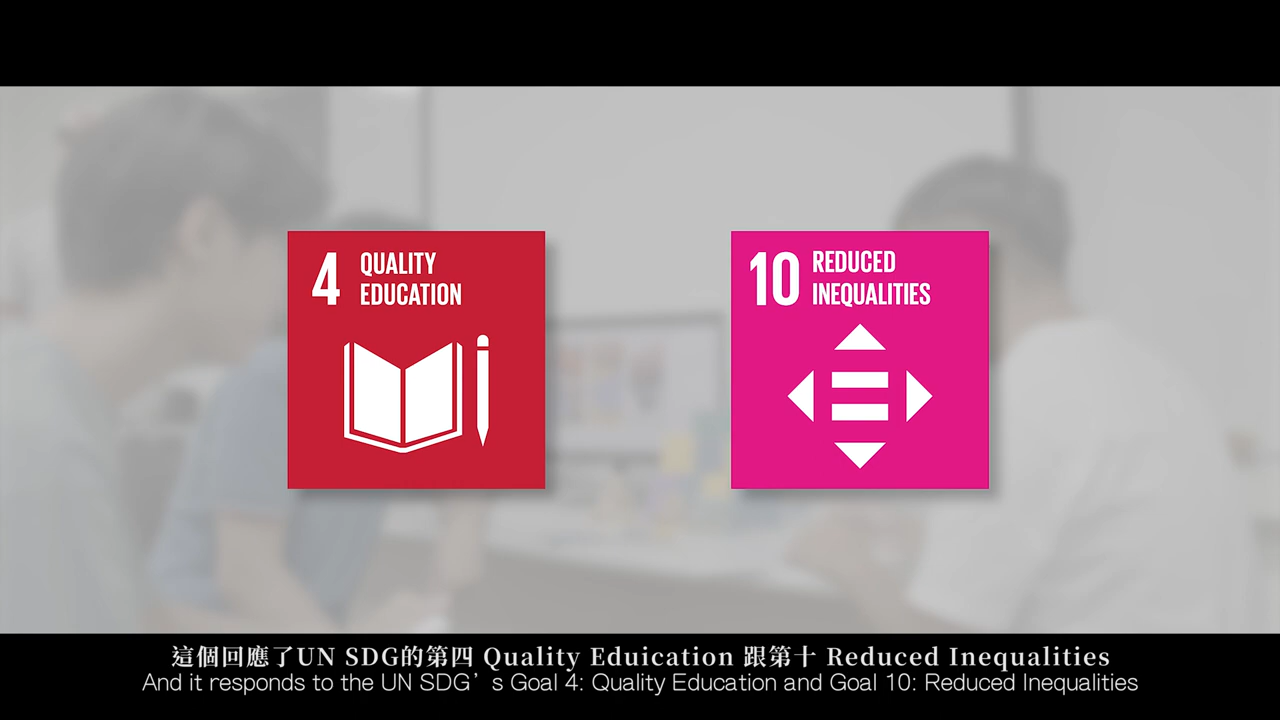 4 QUALITY
EDUCATION
10 REDUCED
INEQUALITIES
這個回應了UN SDG的第四 Quality Eduication 跟第十 Reduced Inequalities
And it responds to the UN SDG’s Goal 4: Quality Education and Goal 10: Reduced Inequalities